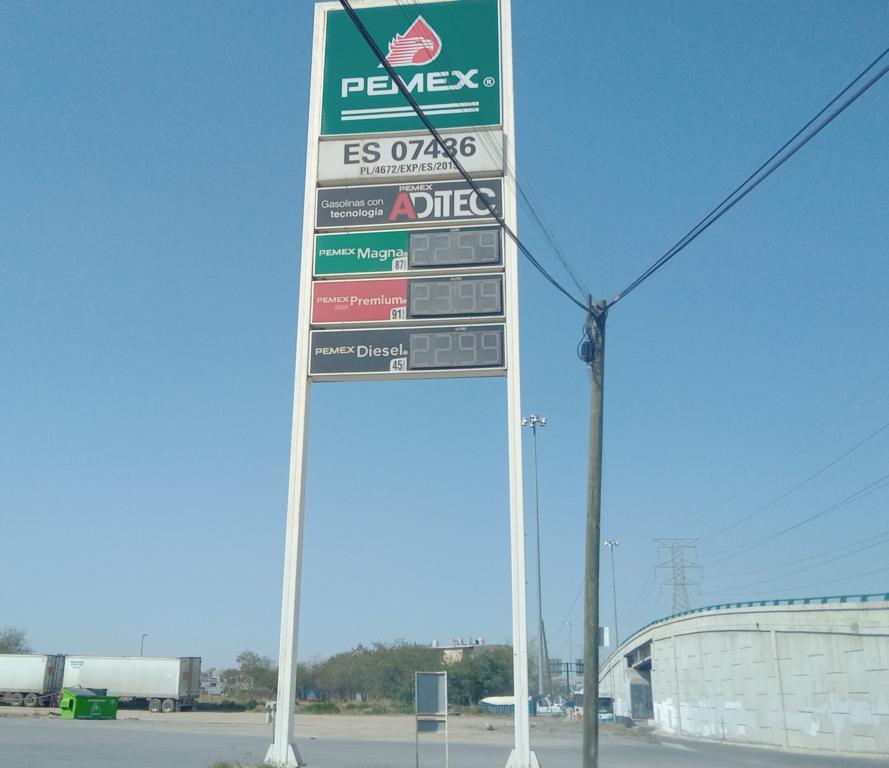 PEMEX®
ES 07436
PL/4672/EXP/ES/2015
Gasolinas con
tecnología
PEMEX
ADiTEC
PEMEX Magna 87 22.59
PEMEX Premium 91 23.99
PEMEX Diesel 45 22.99